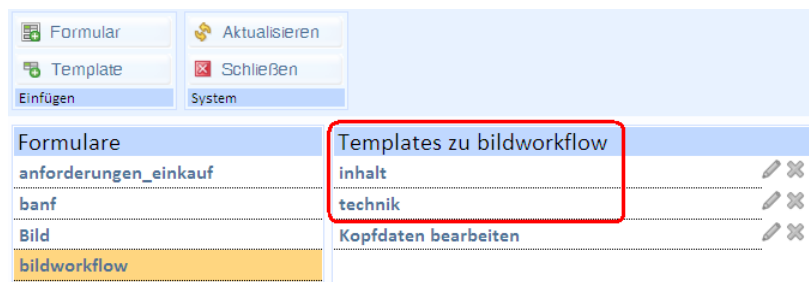 Formular
Aktualisieren
Template
Schließen
Einfügen
System
Formulare
Templates zu bildworkflow
anforderungen_einkauf
inhalt
banf
technik
Bild
Kopfdaten bearbeiten
bildworkflow